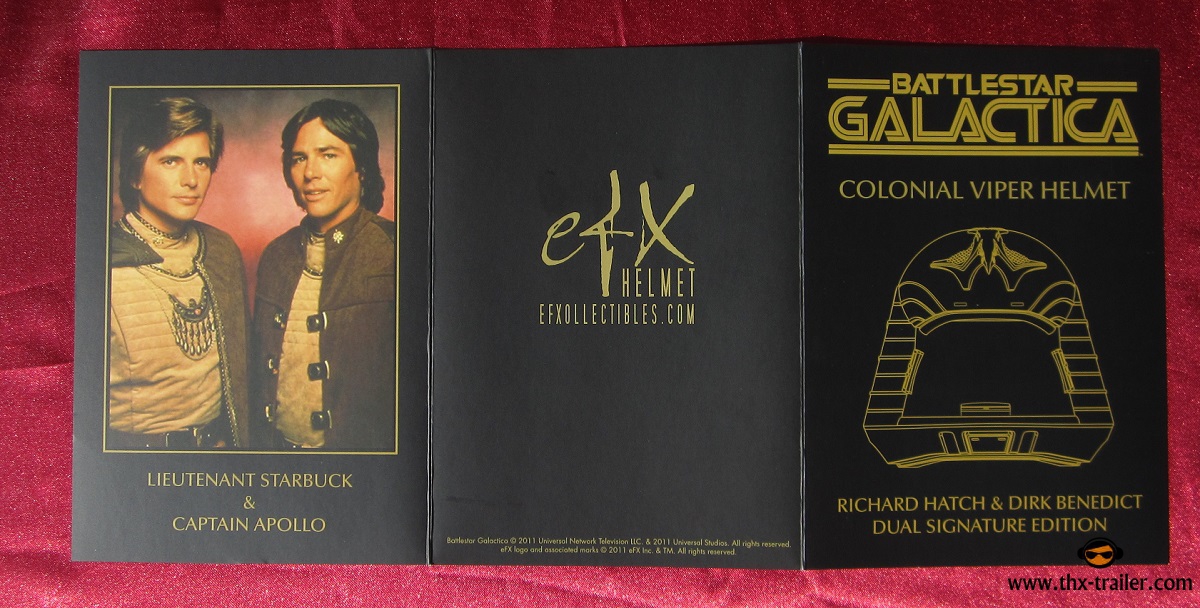 LIEUTENANT STARBUCK
&
CAPTAIN APOLLO
efX
HELMET
EFXOLLECTIBLES.COM
Battlestar Galactica © 2011 Universal Network Television LLC. & 2011 Universal Studios. All rights reserved.
eFX logo and associated marks © 2011 eFX Inc. & TM. All rights reserved.
BATTLESTAR
GALACTICA
COLONIAL VIPER HELMET
RICHARD HATCH & DIRK BENEDICT
DUAL SIGNATURE EDITION
www.thx-trailer.com